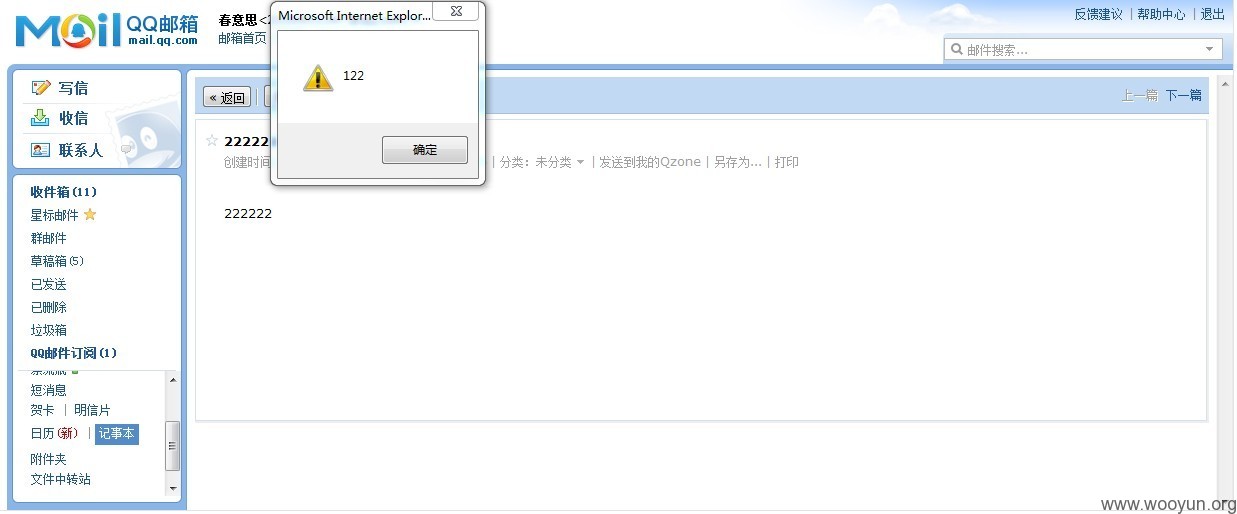 Mail QQ邮箱
mail.qq.com
春意思 <2
邮箱首页
反馈建议 | 帮助中心 | 退出
邮件搜索...
Microsoft Internet Explor...
122
确定
写信
收信
联系人
收件箱(11)
星标邮件
群邮件
草稿箱(5)
已发送
已删除
垃圾箱
QQ邮件订阅(1)
短消息
贺卡 | 明信片
日历(新) | 记事本
附件夹
文件中转站
« 返回
上一篇 下一篇
22222
创建时间
| 分类：未分类 | 发送到我的Qzone | 另存为... | 打印
222222
www.wooyun.org